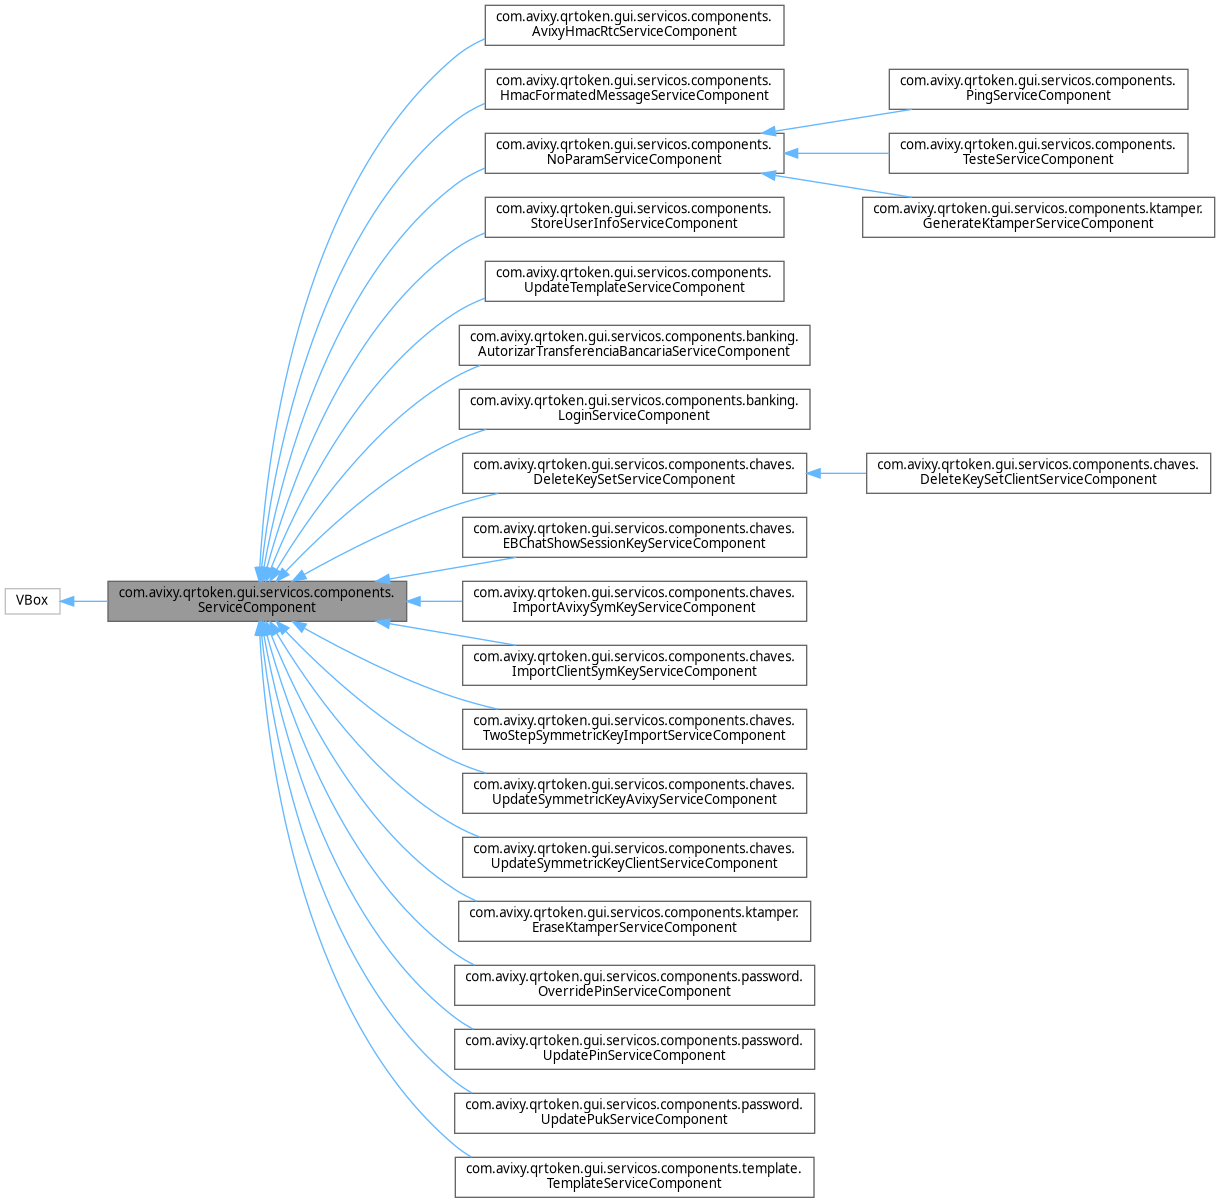 com.avixy.qrtoken.gui.servicos.components.
AvixyHmacRtcServiceComponent
com.avixy.qrtoken.gui.servicos.components.
HmacFormatedMessageServiceComponent
com.avixy.qrtoken.gui.servicos.components.
PingServiceComponent
com.avixy.qrtoken.gui.servicos.components.
NoParamServiceComponent
com.avixy.qrtoken.gui.servicos.components.
TesteServiceComponent
com.avixy.qrtoken.gui.servicos.components.
StoreUserInfoServiceComponent
com.avixy.qrtoken.gui.servicos.components.ktamper.
GenerateKtamperServiceComponent
com.avixy.qrtoken.gui.servicos.components.
UpdateTemplateServiceComponent
com.avixy.qrtoken.gui.servicos.components.banking.
AutorizarTransferenciaBancariaServiceComponent
com.avixy.qrtoken.gui.servicos.components.banking.
LoginServiceComponent
com.avixy.qrtoken.gui.servicos.components.chaves.
DeleteKeySetServiceComponent
com.avixy.qrtoken.gui.servicos.components.chaves.
DeleteKeySetClientServiceComponent
com.avixy.qrtoken.gui.servicos.components.chaves.
EBChatShowSessionKeyServiceComponent
VBox
com.avixy.qrtoken.gui.servicos.components.
ServiceComponent
com.avixy.qrtoken.gui.servicos.components.chaves.
ImportAvixySymKeyServiceComponent
com.avixy.qrtoken.gui.servicos.components.chaves.
ImportClientSymKeyServiceComponent
com.avixy.qrtoken.gui.servicos.components.chaves.
TwoStepSymmetricKeyImportServiceComponent
com.avixy.qrtoken.gui.servicos.components.chaves.
UpdateSymmetricKeyAvixyServiceComponent
com.avixy.qrtoken.gui.servicos.components.chaves.
UpdateSymmetricKeyClientServiceComponent
com.avixy.qrtoken.gui.servicos.components.ktamper.
EraseKtamperServiceComponent
com.avixy.qrtoken.gui.servicos.components.password.
OverridePinServiceComponent
com.avixy.qrtoken.gui.servicos.components.password.
UpdatePinServiceComponent
com.avixy.qrtoken.gui.servicos.components.password.
UpdatePukServiceComponent
com.avixy.qrtoken.gui.servicos.components.template.
TemplateServiceComponent